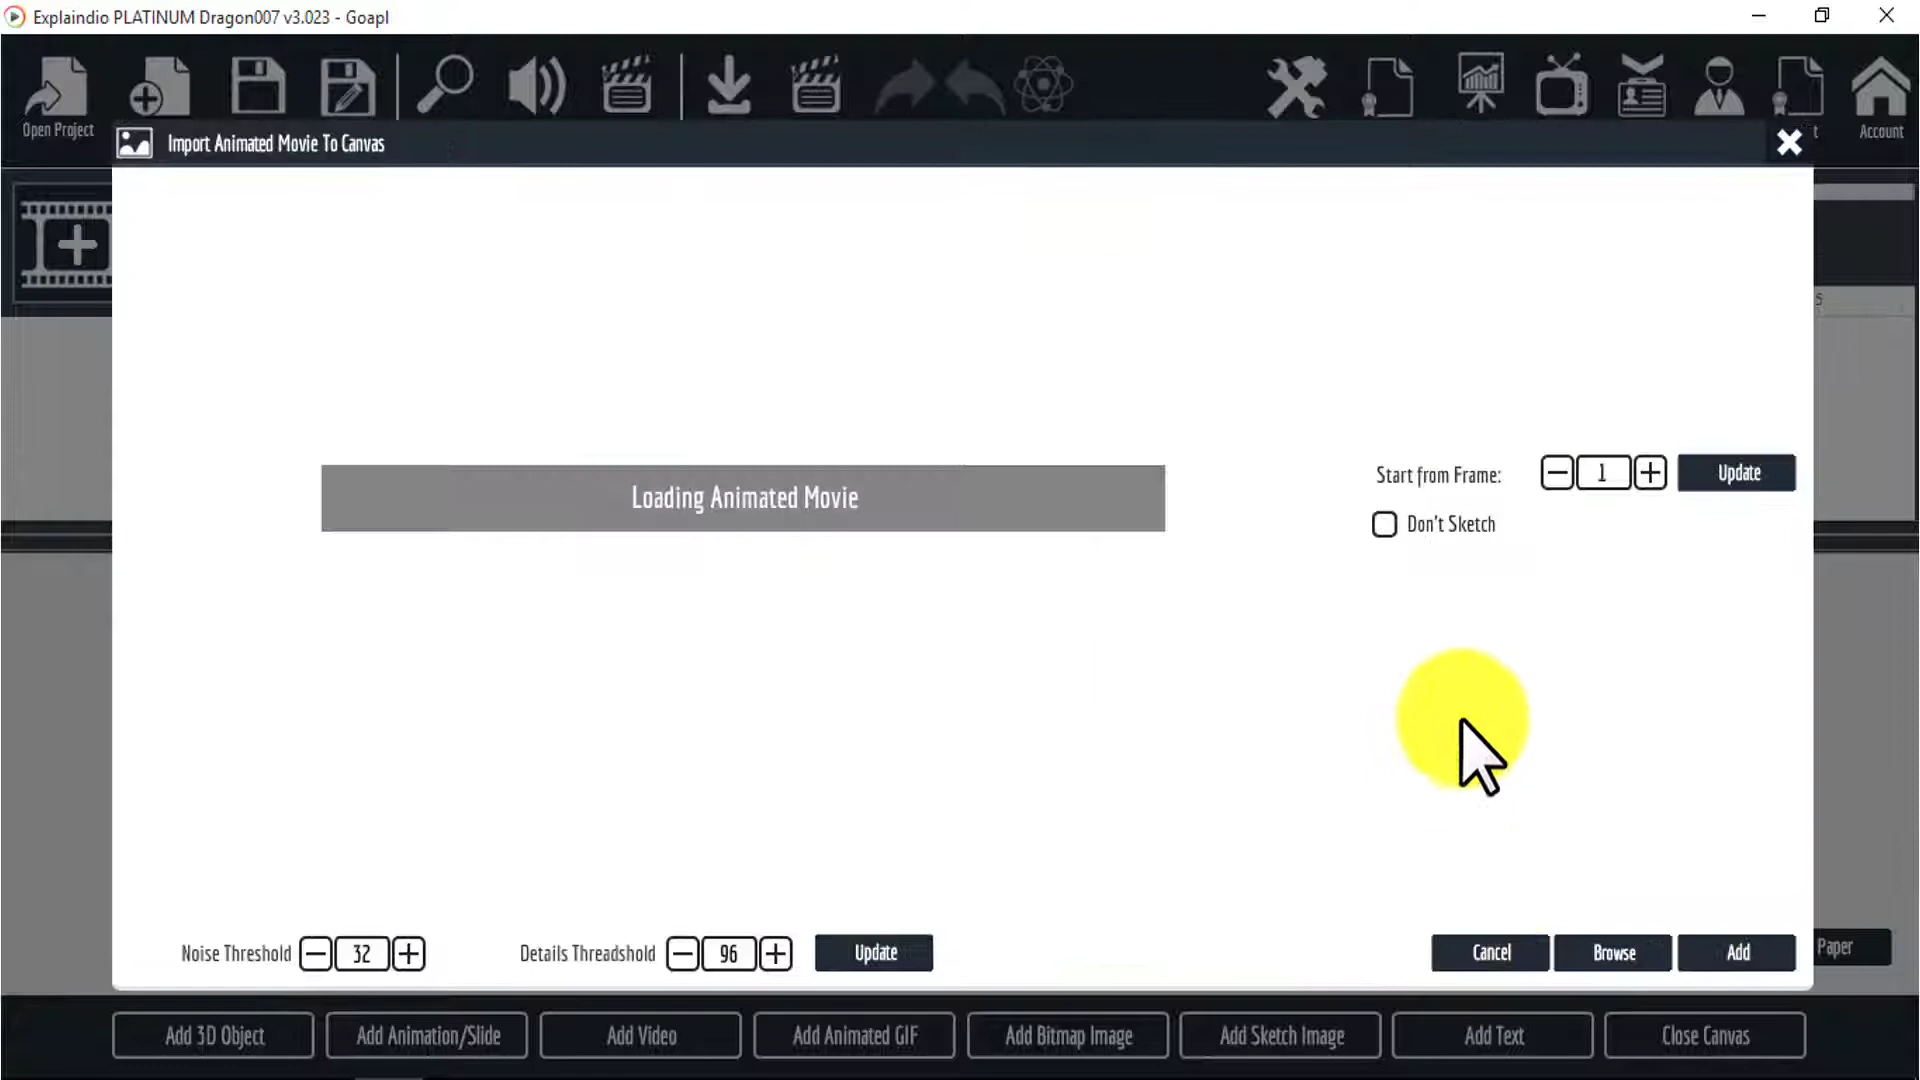 Explaindio PLATINUM Dragon007 v3.023 - Goapl
Open Project
t
Account
Import Animated Movie To Canvas
5
Loading Animated Movie
Start from Frame: 1 Update
Don't Sketch
Noise Threshold 32 Details Threadshold 96 Update
Cancel Browse Add
Paper
Add 3D Object Add Animation/Slide Add Video Add Animated GIF Add Bitmap Image Add Sketch Image Add Text Close Canvas